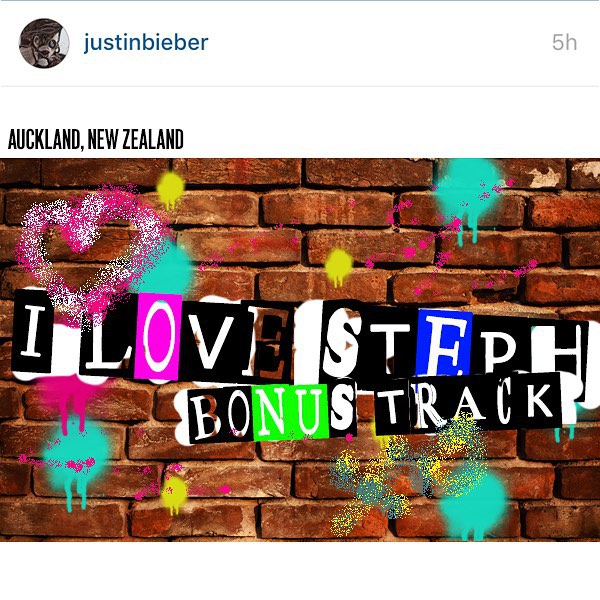 justinbieber
5h
AUCKLAND, NEW ZEALAND
I LOVE STEPH
BONUS TRACK